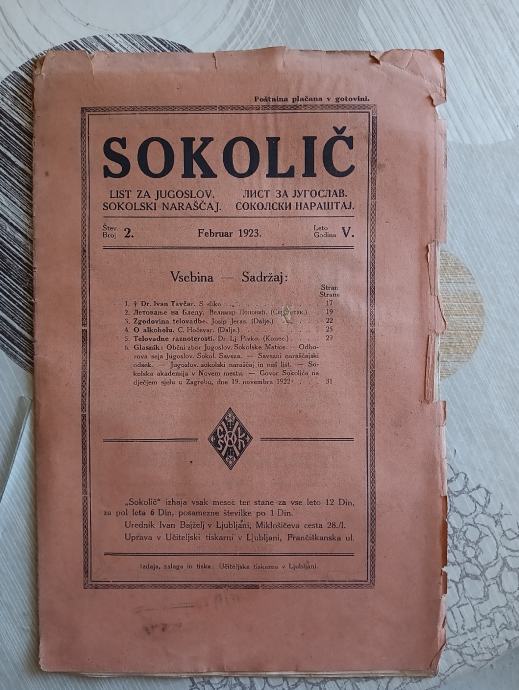 Poštnina plačana v gotovini.
SOKOLIČ
LIST ZA JUGOSLOV. SOKOLSKI NARAŠČAJ.
ЛИСТ ЗА ЈУГОСЛАВ. СОКОЛСКИ НАРАШТАЈ.
Štev. Broj 2.
Februar 1923.
Leto Godina V.
Vsebina — Sadržaj:
Stran
Strana
1. † Dr. Ivan Tavčar. S sliko 17
2. Летовање на Бледу. Велимир Поповић. 19
3. Zgodovina telovadbe. Josip Jeras. (Dalje.) 22
4. O alkoholu. C. Hočevar. (Dalje.) 25
5. Telovadne raznoterosti. Dr. Lj. Pivko. (Konec.) 27
6. Glasnik: Občni zbor Jugoslov. Sokolske Matice. — Odbo-
rova seja Jugoslov. Sokol. Saveza. — Savezni naraščajski
odsek. — Jugoslov. sokolski naraščaj in naš list. — So-
kolska akademija v Novem mestu. — Govor Sokoliča na
dječjem sjelu u Zagrebu, dne 19. novembra 1922 31
„Sokolič“ izhaja vsak mesec ter stane za vse leto 12 Din,
za pol leta 6 Din, posamezne številke po 1 Din.
Urednik Ivan Bajželj v Ljubljani, Miklošičeva cesta 28./I.
Uprava v Učiteljski tiskarni v Ljubljani, Frančiškanska ul.
Izdaja, zalaga in tiska: Učiteljska tiskarna v Ljubljani.